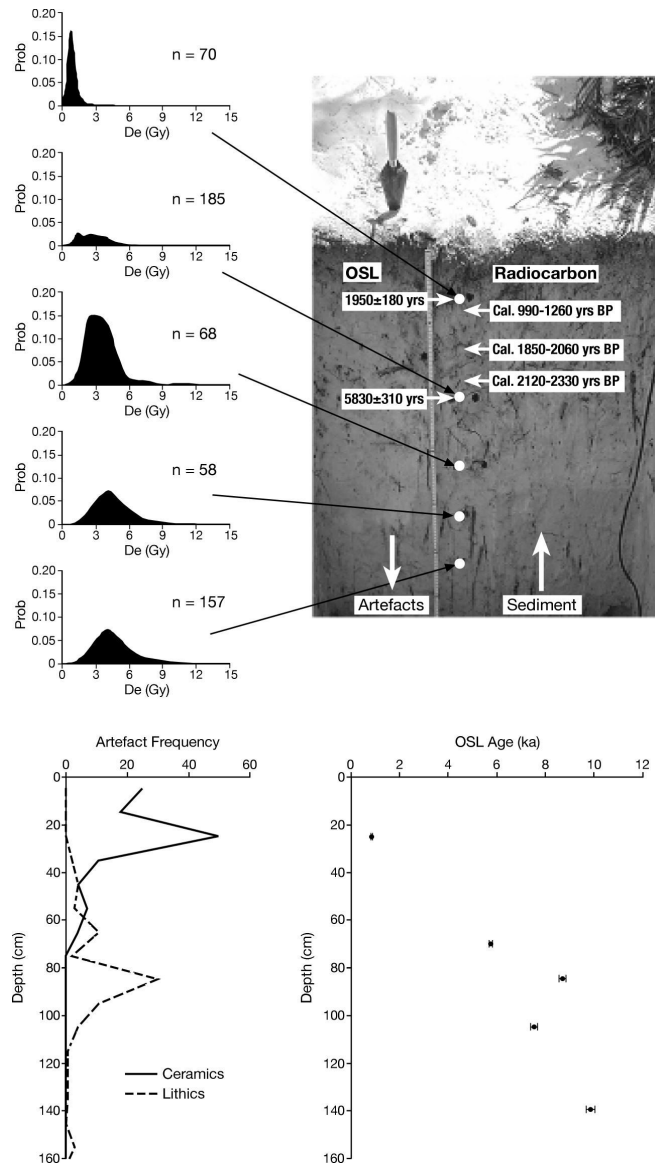 0.20
0.15
0.10
0.05
0
Prob
n = 70
0 3 6 9 12 15
De (Gy)
0.20
0.15
0.10
0.05
0
Prob
n = 185
0 3 6 9 12 15
De (Gy)
0.20
0.15
0.10
0.05
0
Prob
n = 68
0 3 6 9 12 15
De (Gy)
0.20
0.15
0.10
0.05
0
Prob
n = 58
0 3 6 9 12 15
De (Gy)
0.20
0.15
0.10
0.05
0
Prob
n = 157
0 3 6 9 12 15
De (Gy)
OSL Radiocarbon
1950±180 yrs
Cal. 990-1260 yrs BP
Cal. 1850-2060 yrs BP
Cal. 2120-2330 yrs BP
5830±310 yrs
Artefacts Sediment
Artefact Frequency
0 20 40 60
0
20
40
60
80
100
120
140
160
Depth (cm)
Ceramics
Lithics
OSL Age (ka)
0 2 4 6 8 10 12
0
20
40
60
80
100
120
140
160
Depth (cm)